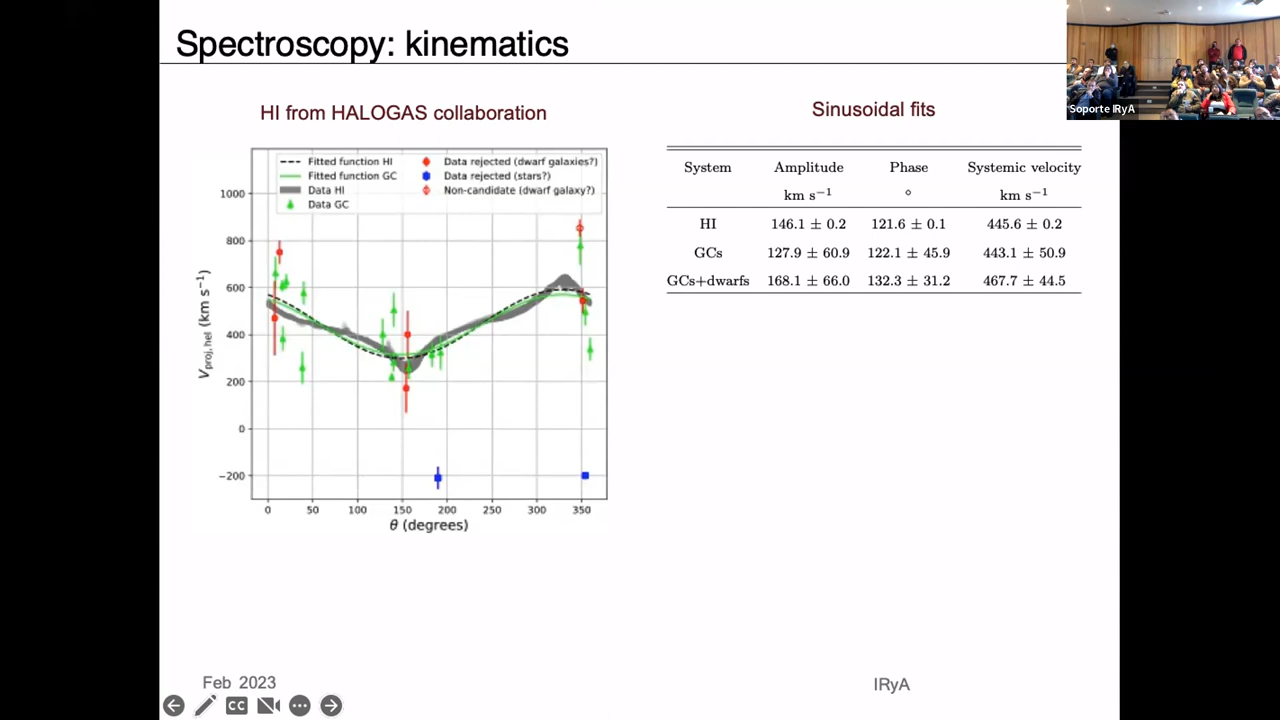 Spectroscopy: kinematics
Soporte IRyA
HI from HALOGAS collaboration
Sinusoidal fits
Fitted function HI
Fitted function GC
Data HI
Data GC
Data rejected (dwarf galaxies?)
Data rejected (stars?)
Non-candidate (dwarf galaxy?)
1000
800
600
400
200
0
−200
V_proj,hel (km s⁻¹)
0 50 100 150 200 250 300 350
θ (degrees)
System Amplitude Phase Systemic velocity
km s⁻¹ ° km s⁻¹
HI 146.1 ± 0.2 121.6 ± 0.1 445.6 ± 0.2
GCs 127.9 ± 60.9 122.1 ± 45.9 443.1 ± 50.9
GCs+dwarfs 168.1 ± 66.0 132.3 ± 31.2 467.7 ± 44.5
Feb 2023
IRyA
CC